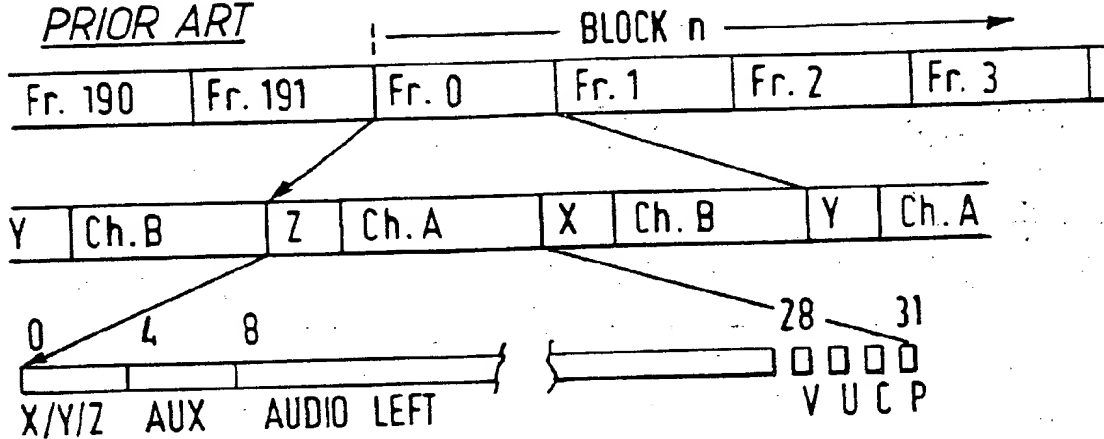 PRIOR ART
BLOCK n
Fr. 190 Fr. 191 Fr. 0 Fr. 1 Fr. 2 Fr. 3
Y Ch. B Z Ch. A X Ch. B Y Ch. A
0 4 8 28 31
X/Y/Z AUX AUDIO LEFT V U C P